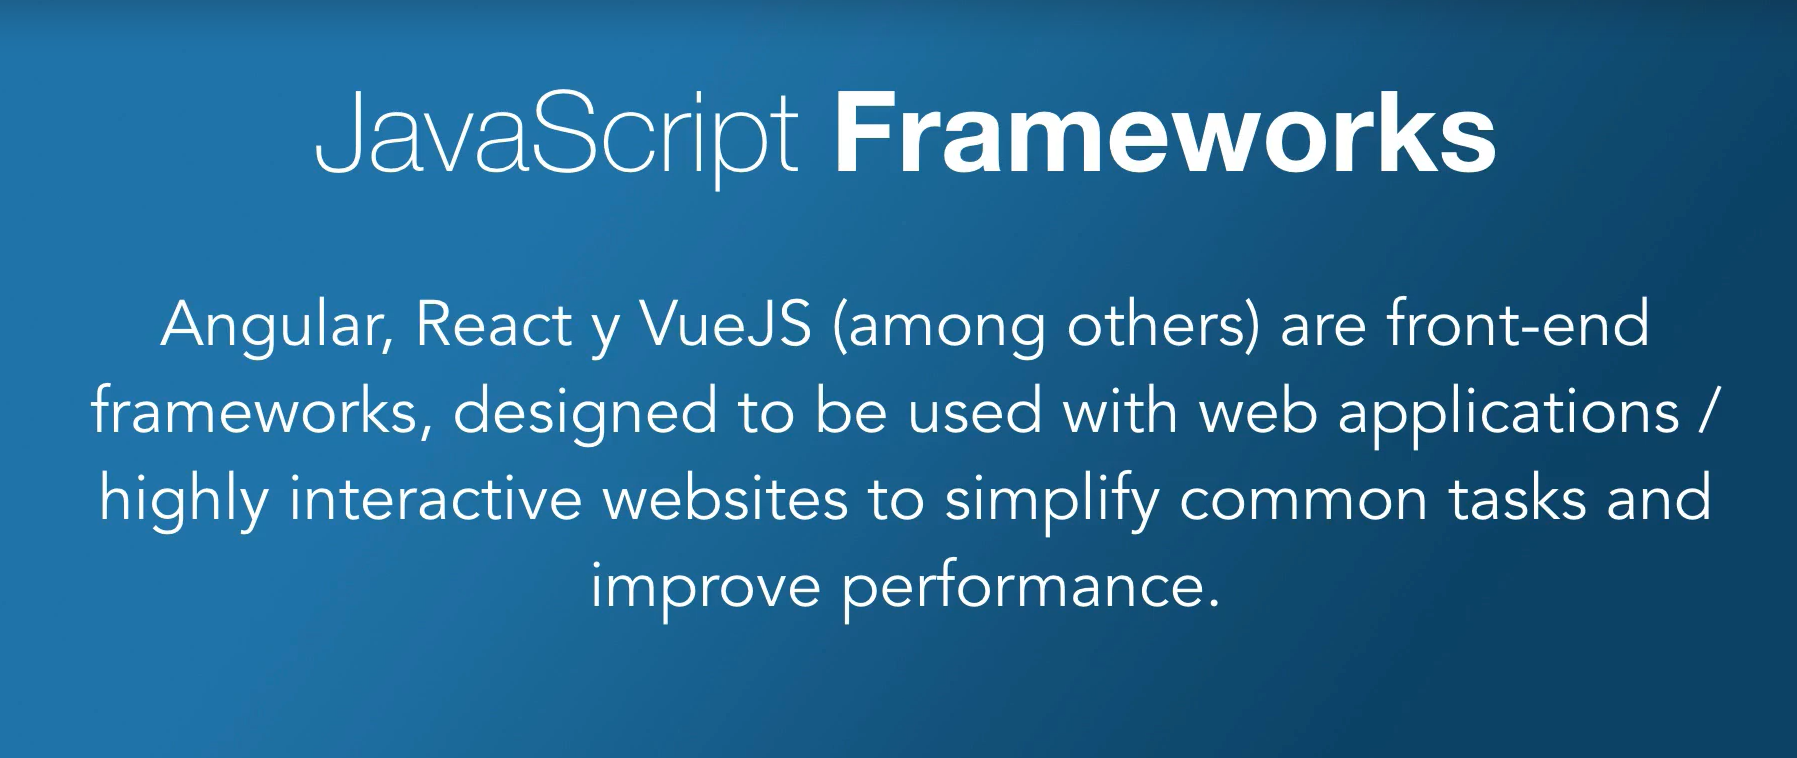 JavaScript Frameworks
Angular, React y VueJS (among others) are front-end
frameworks, designed to be used with web applications /
highly interactive websites to simplify common tasks and
improve performance.